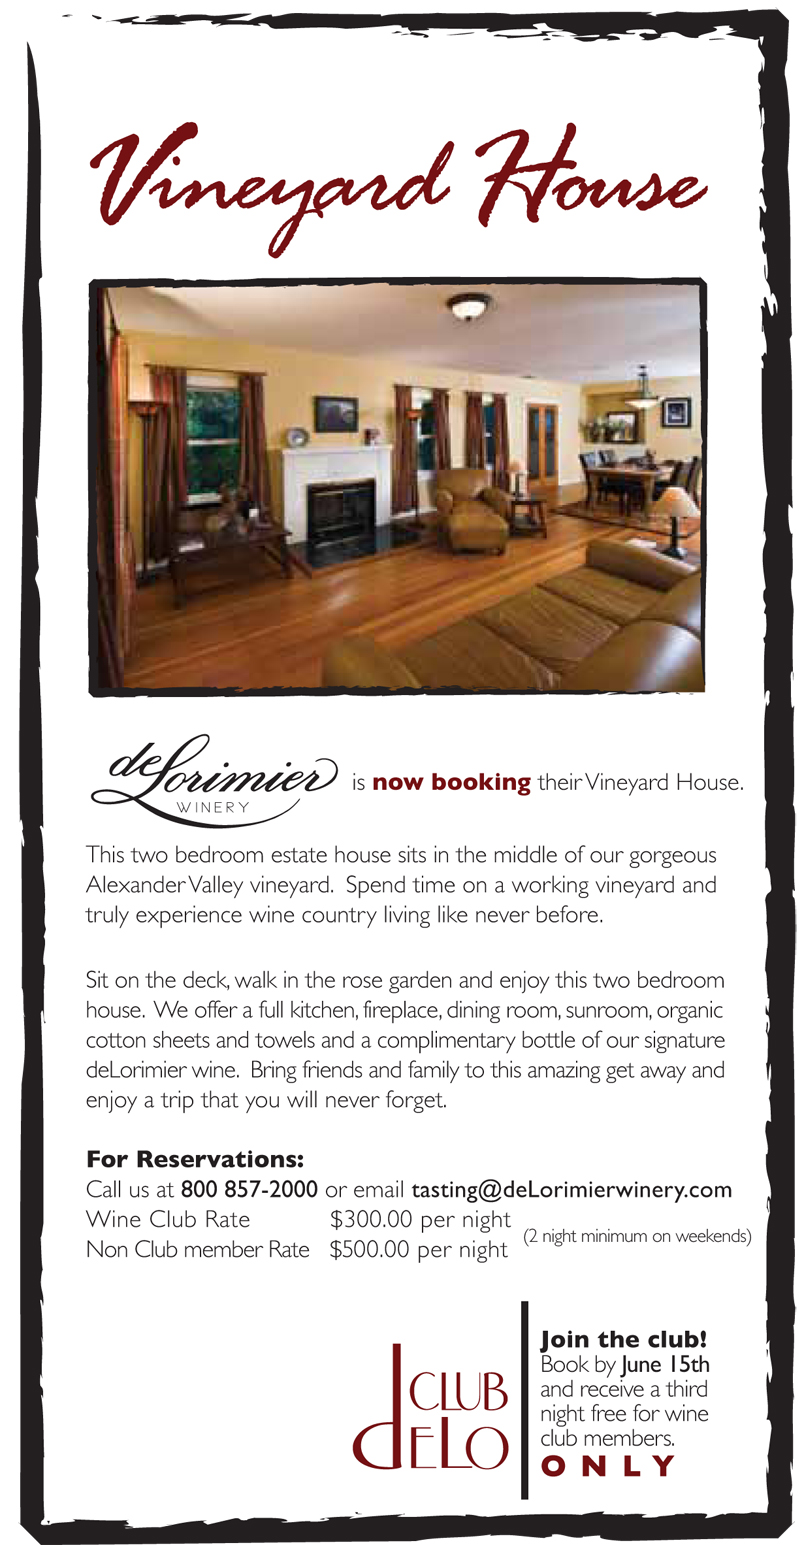 Vineyard House
deLorimier
WINERY
is now booking their Vineyard House.
This two bedroom estate house sits in the middle of our gorgeous
Alexander Valley vineyard.  Spend time on a working vineyard and
truly experience wine country living like never before.
Sit on the deck, walk in the rose garden and enjoy this two bedroom
house.  We offer a full kitchen, fireplace, dining room, sunroom, organic
cotton sheets and towels and a complimentary bottle of our signature
deLorimier wine.  Bring friends and family to this amazing get away and
enjoy a trip that you will never forget.
For Reservations:
Call us at 800 857-2000 or email tasting@deLorimierwinery.com
Wine Club Rate $300.00 per night
Non Club member Rate $500.00 per night
(2 night minimum on weekends)
CLUB
dELO
Join the club!
Book by June 15th
and receive a third
night free for wine
club members.
ONLY